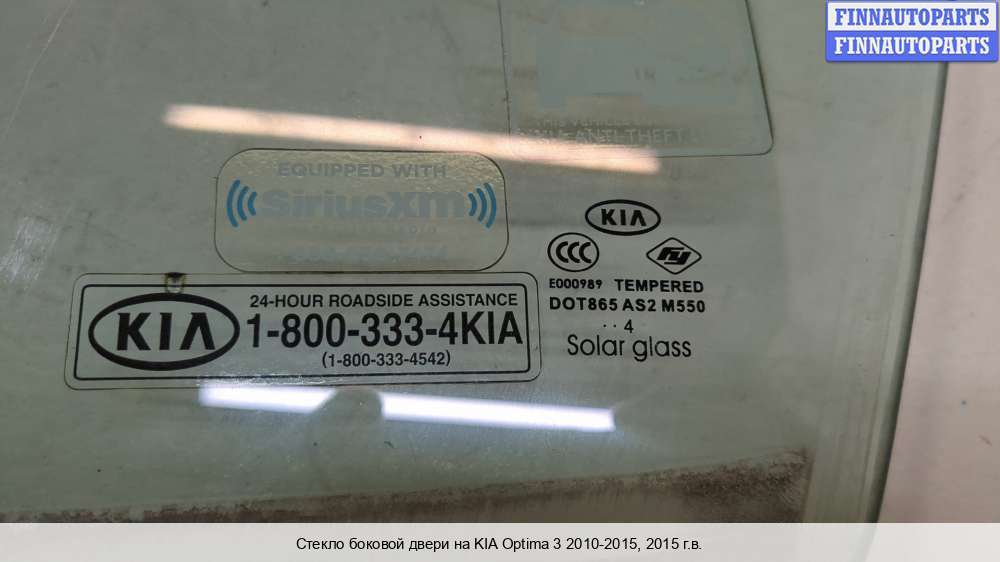 FINNAUTOPARTS
FINNAUTOPARTS
ANTI-THEFT
EQUIPPED WITH
SiriusXM
KIA
CCC
FY
E000989 TEMPERED
DOT865 AS2 M550
. . 4
Solar glass
KIA
24-HOUR ROADSIDE ASSISTANCE
1-800-333-4KIA
(1-800-333-4542)
Стекло боковой двери на KIA Optima 3 2010-2015, 2015 г.в.